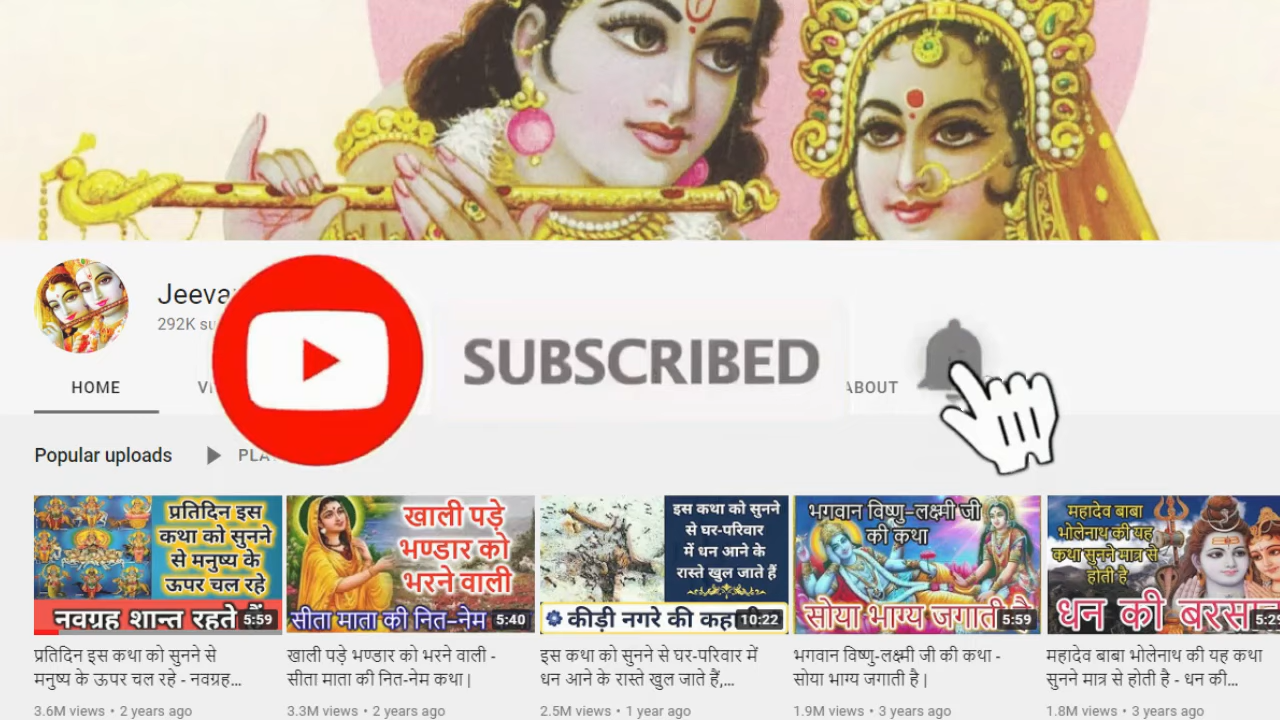 Jeeva
292K su
SUBSCRIBED
HOME
ABOUT
Popular uploads
प्रतिदिन इस
कथा को सुनने
से मनुष्य के
ऊपर चल रहे
नवग्रह शान्त रहते हैं
5:59
खाली पड़े
भण्डार को
भरने वाली
सीता माता की नित-नेम
5:40
इस कथा को सुनने
से घर-परिवार
में धन आने के
रास्ते खुल जाते हैं
कीड़ी नगरे की
10:22
भगवान विष्णु-लक्ष्मी जी
की कथा
सोया भाग्य जगाती है
5:59
महादेव बाबा
भोलेनाथ की यह
कथा सुनने मात्र से
होती है
धन की बरसात
5:29
प्रतिदिन इस कथा को सुनने से
मनुष्य के ऊपर चल रहे - नवग्रह...
3.6M views • 2 years ago
खाली पड़े भण्डार को भरने वाली -
सीता माता की नित-नेम कथा |
3.3M views • 2 years ago
इस कथा को सुनने से घर-परिवार में
धन आने के रास्ते खुल जाते हैं,...
2.5M views • 1 year ago
भगवान विष्णु-लक्ष्मी जी की कथा -
सोया भाग्य जगाती है |
1.9M views • 3 years ago
महादेव बाबा भोलेनाथ की यह कथा
सुनने मात्र से होती है - धन की...
1.8M views • 3 years ago